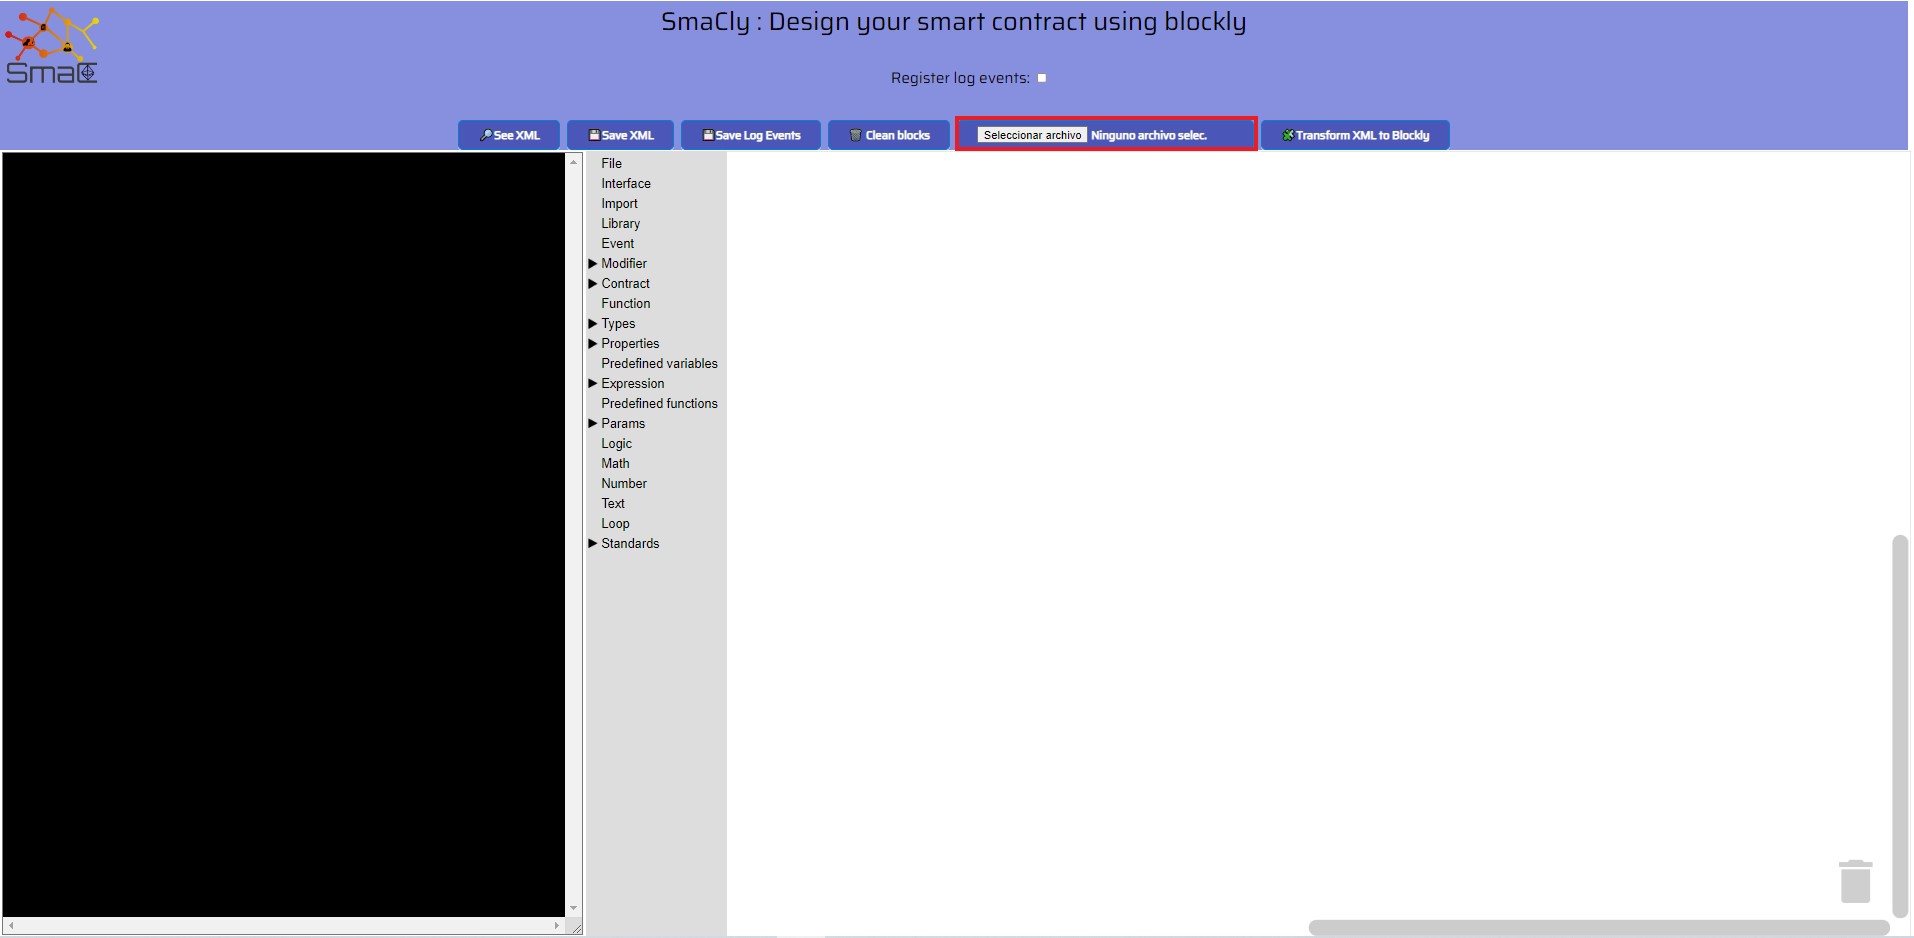 SmaCly : Design your smart contract using blockly
SmaC
Register log events:
See XML
Save XML
Save Log Events
Clean blocks
Seleccionar archivo Ninguno archivo selec.
Transform XML to Blockly
File
Interface
Import
Library
Event
Modifier
Contract
Function
Types
Properties
Predefined variables
Expression
Predefined functions
Params
Logic
Math
Number
Text
Loop
Standards